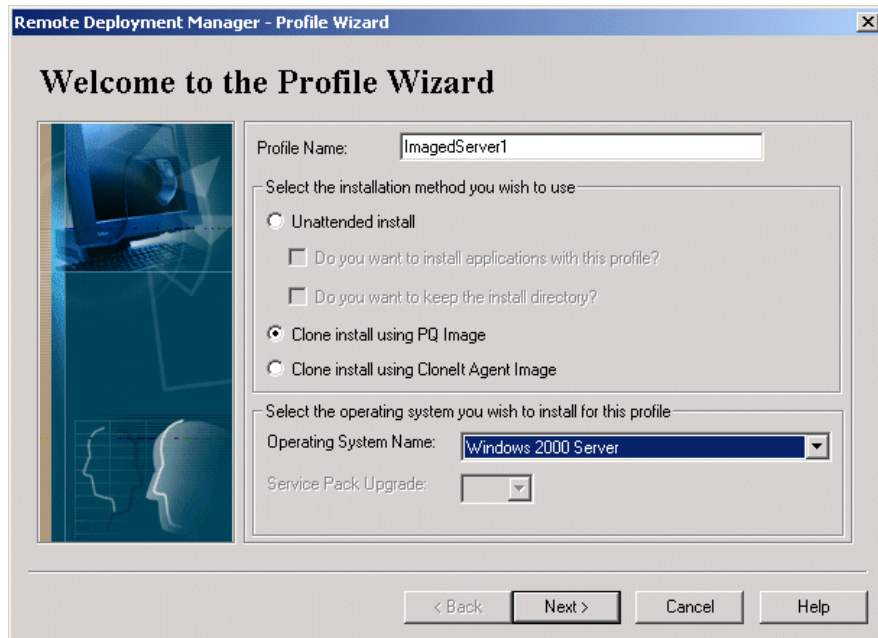 Remote Deployment Manager - Profile Wizard
Welcome to the Profile Wizard
Profile Name: ImagedServer1
Select the installation method you wish to use
Unattended install
Do you want to install applications with this profile?
Do you want to keep the install directory?
Clone install using PQ Image
Clone install using CloneIt Agent Image
Select the operating system you wish to install for this profile
Operating System Name: Windows 2000 Server
Service Pack Upgrade:
< Back Next > Cancel Help